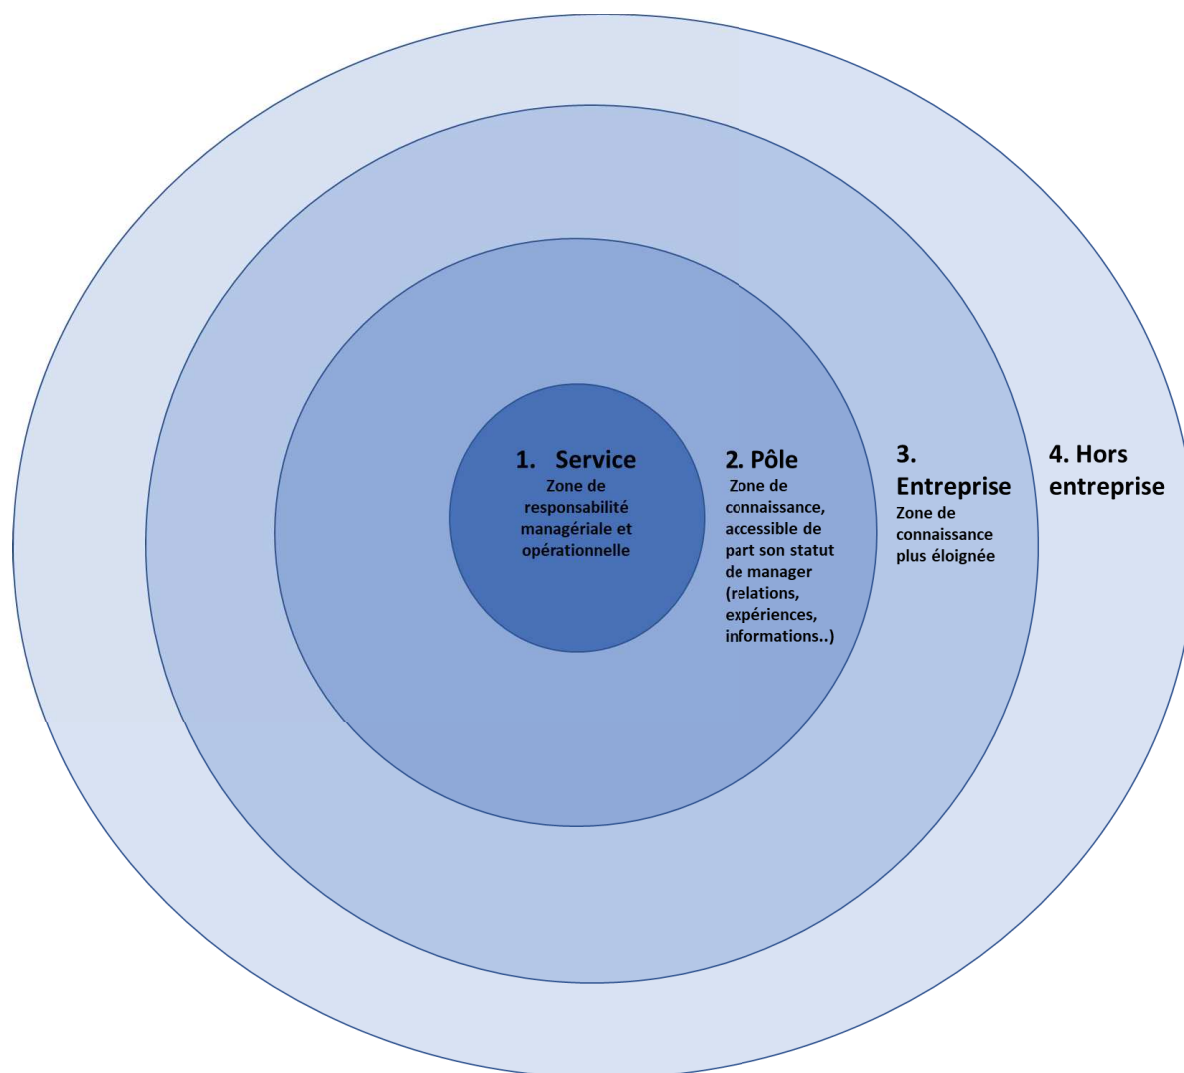 1. Service
Zone de
responsabilité
managériale et
opérationnelle
2. Pôle
Zone de
connaissance,
accessible de
part son statut
de manager
(relations,
expériences,
informations..)
3.
Entreprise
Zone de
connaissance
plus éloignée
4. Hors
entreprise